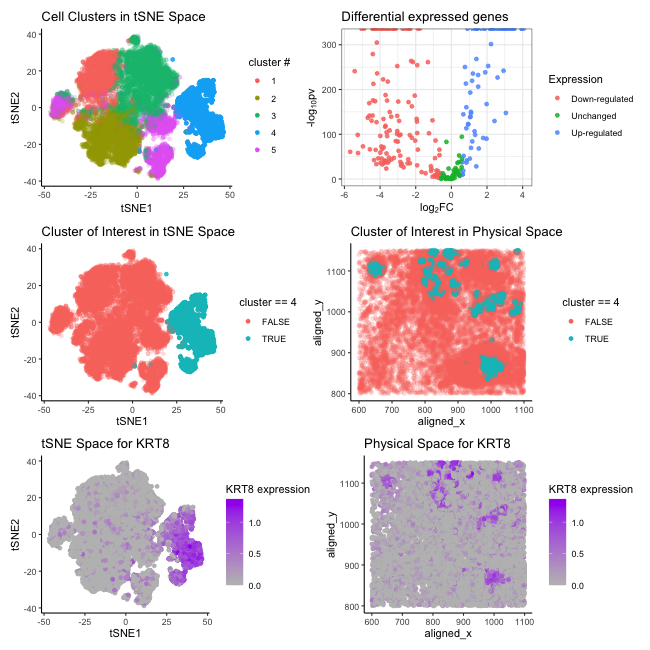 Cell Clusters in tSNE Space
40
20
0
-20
-40
-50
-25
0
25
50
tSNE1
tSNE2
cluster #
1
2
3
4
5
Differential expressed genes
300
200
100
0
-6
-4
-2
0
2
4
log2FC
-log10pv
Expression
Down-regulated
Unchanged
Up-regulated
Cluster of Interest in tSNE Space
40
20
0
-20
-40
-50
-25
0
25
50
tSNE1
tSNE2
cluster == 4
FALSE
TRUE
Cluster of Interest in Physical Space
1100
1000
900
800
600
700
800
900
1000
1100
aligned_x
aligned_y
cluster == 4
FALSE
TRUE
tSNE Space for KRT8
40
20
0
-20
-40
-50
-25
0
25
50
tSNE1
tSNE2
KRT8 expression
1.0
0.5
0.0
Physical Space for KRT8
1100
1000
900
800
600
700
800
900
1000
1100
aligned_x
aligned_y
KRT8 expression
1.0
0.5
0.0